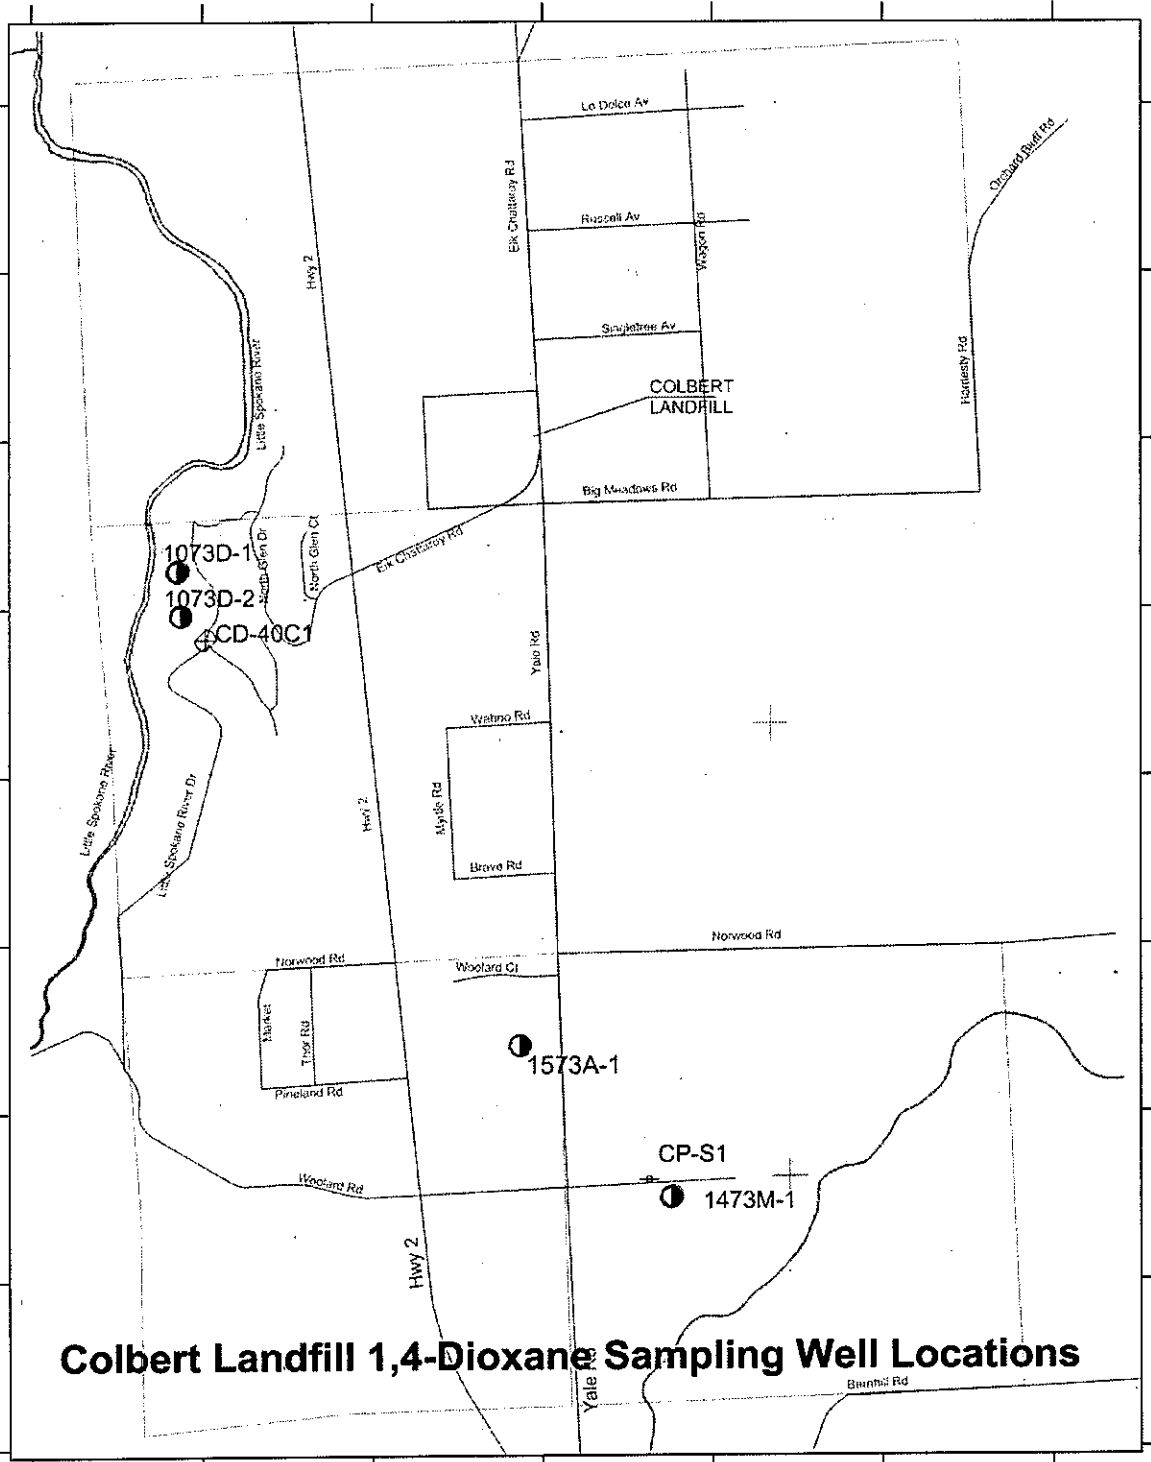 La Dolce Av
Orchard Bluff Rd
Elk Chattaroy Rd
Russell Av
Wagon Rd
Hwy 2
Singletree Av
Little Spokane River
Hardesty Rd
COLBERT
LANDFILL
Big Meadows Rd
Elk Chattaroy Rd
North Glen Dr
North Glen Ct
1073D-1
1073D-2
CD-40C1
Yale Rd
Myrtle Rd
Brave Rd
Hwy 2
Little Spokane River
Little Spokane River Dr
Norwood Rd
Norwood Rd
Woolard Ct
Market
Thor Rd
Pineland Rd
1573A-1
CP-S1
1473M-1
Woolard Rd
Hwy 2
Colbert Landfill 1,4-Dioxane Sampling Well Locations
Yale Rd
Bernhill Rd